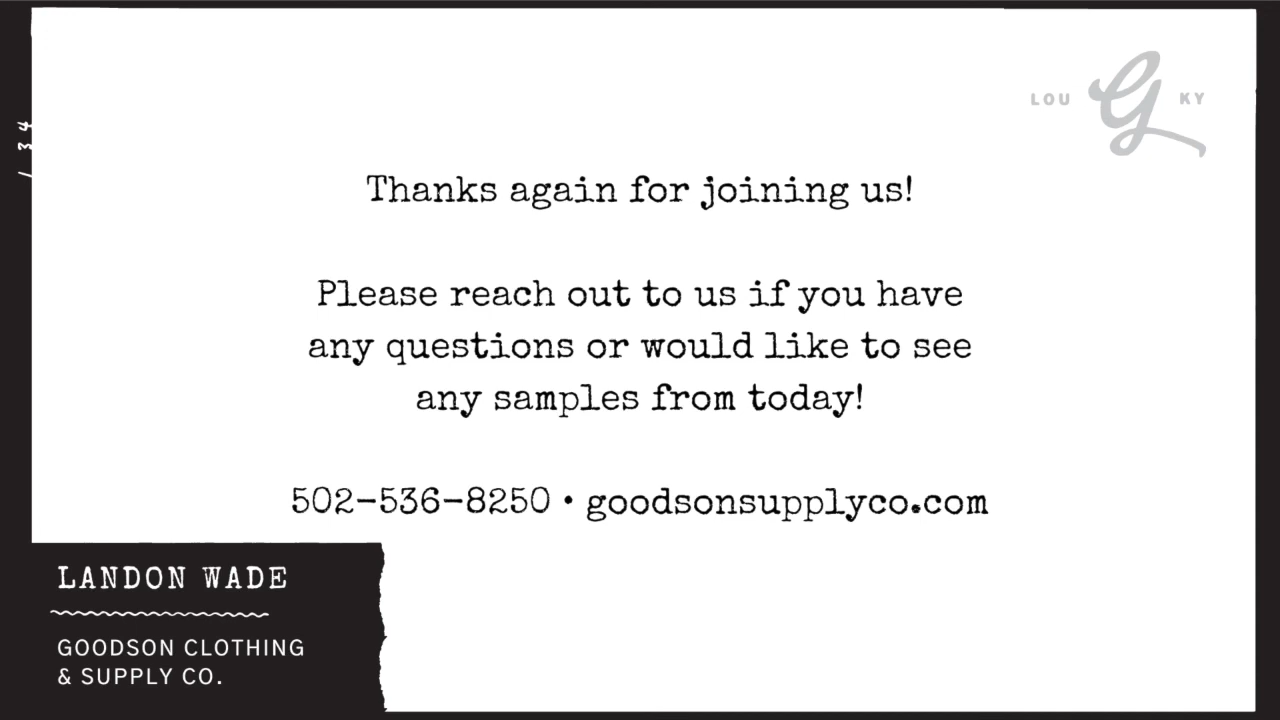 LOU G KY
/ 34
Thanks again for joining us!
Please reach out to us if you have
any questions or would like to see
any samples from today!
502-536-8250 • goodsonsupplyco.com
LANDON WADE
GOODSON CLOTHING
& SUPPLY CO.